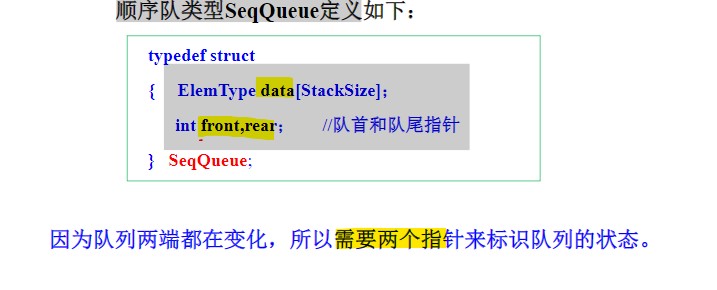 顺序队类型SeqQueue定义如下：
typedef struct
{ ElemType data[StackSize];
int front,rear; //队首和队尾指针
} SeqQueue;
因为队列两端都在变化，所以需要两个指针来标识队列的状态。